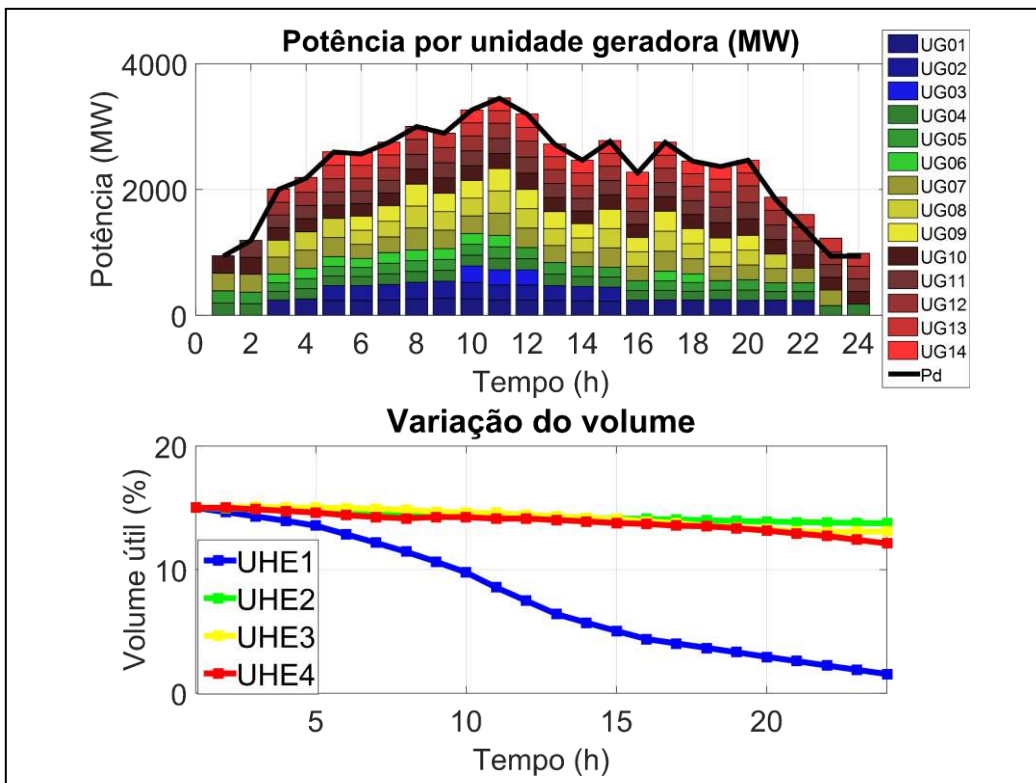 Potência por unidade geradora (MW)
Potência (MW)
4000
2000
0
0 2 4 6 8 10 12 14 16 18 20 22 24
Tempo (h)
UG01
UG02
UG03
UG04
UG05
UG06
UG07
UG08
UG09
UG10
UG11
UG12
UG13
UG14
Pd
Variação do volume
Volume útil (%)
20
10
0
5 10 15 20
Tempo (h)
UHE1
UHE2
UHE3
UHE4